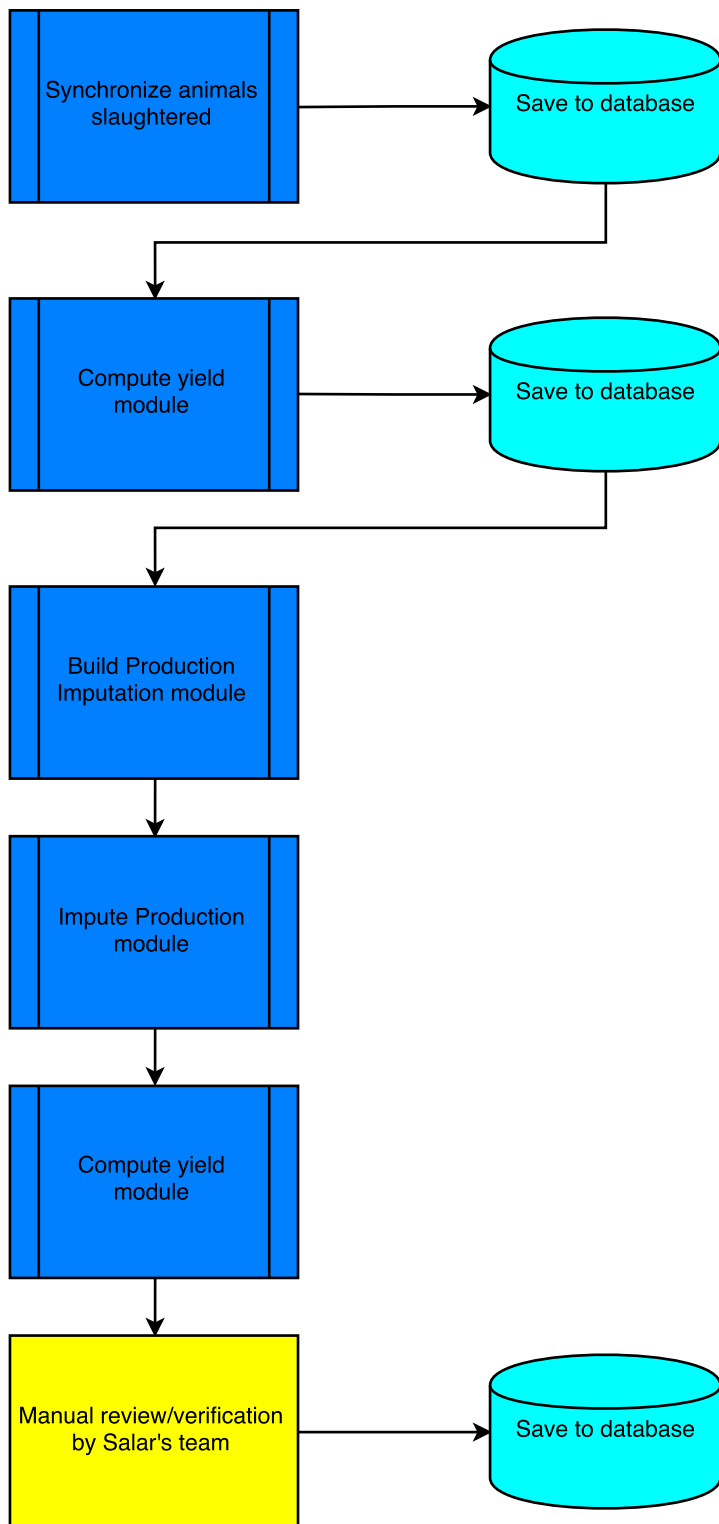 Synchronize animals
slaughtered
Save to database
Compute yield
module
Save to database
Build Production
Imputation module
Impute Production
module
Compute yield
module
Manual review/verification
by Salar's team
Save to database